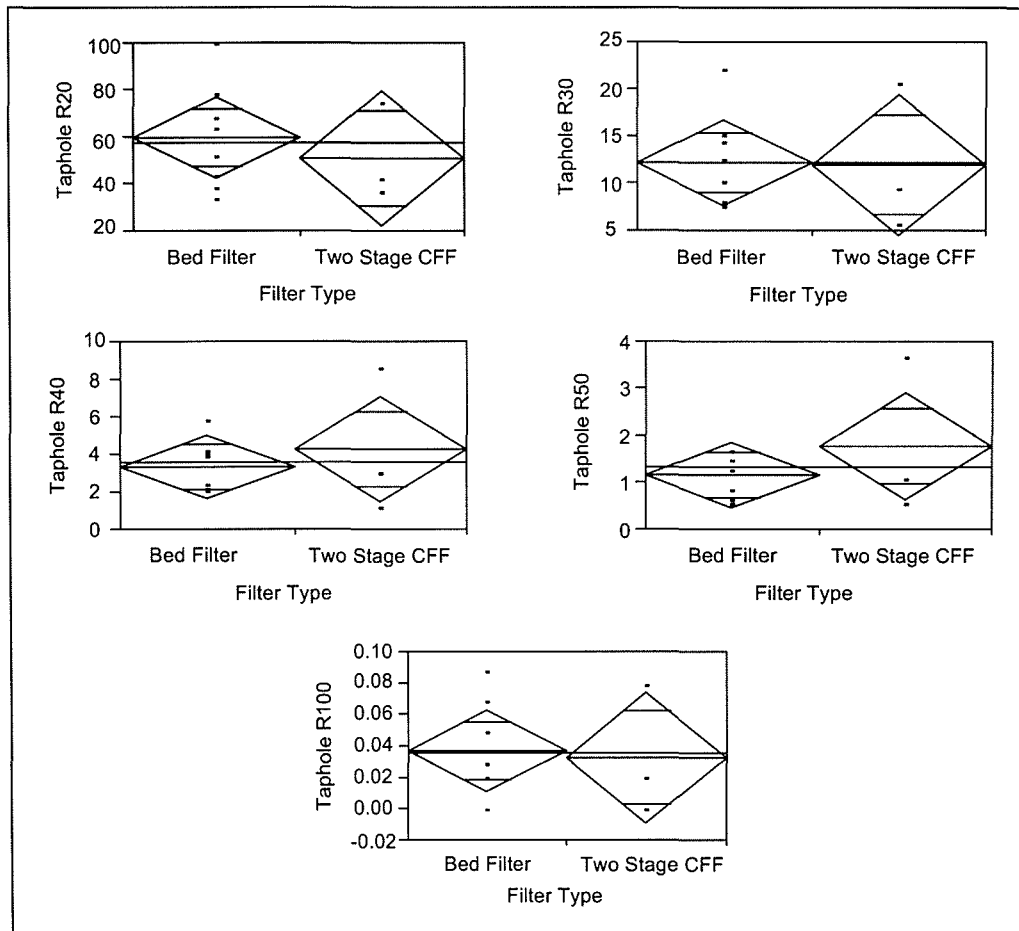 Taphole R20
100
80
60
40
20
Bed Filter Two Stage CFF
Filter Type
Taphole R30
25
20
15
10
5
Bed Filter Two Stage CFF
Filter Type
Taphole R40
10
8
6
4
2
0
Bed Filter Two Stage CFF
Filter Type
Taphole R50
4
3
2
1
0
Bed Filter Two Stage CFF
Filter Type
Taphole R100
0.10
0.08
0.06
0.04
0.02
0.00
-0.02
Bed Filter Two Stage CFF
Filter Type